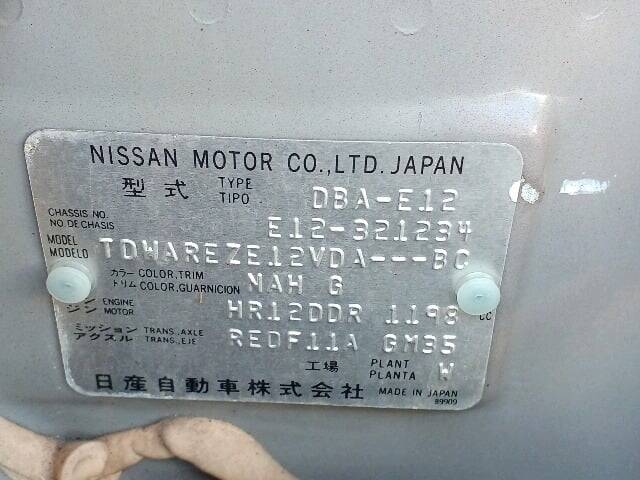 NISSAN MOTOR CO.,LTD. JAPAN
型式 TYPE TIPO DBA-E12
CHASSIS NO. NO DE CHASIS E12-321234
MODEL MODELO TDWAREZE12VDA---BC
カラー COLOR,TRIM トリム COLOR,GUARNICION NAH G
ENGINE MOTOR HR12DDR 1198 CC
ミッション TRANS.,AXLE アクスル TRANS.,EJE REDF11A GM35
工場 PLANT PLANTA W
日産自動車株式会社 MADE IN JAPAN
89909